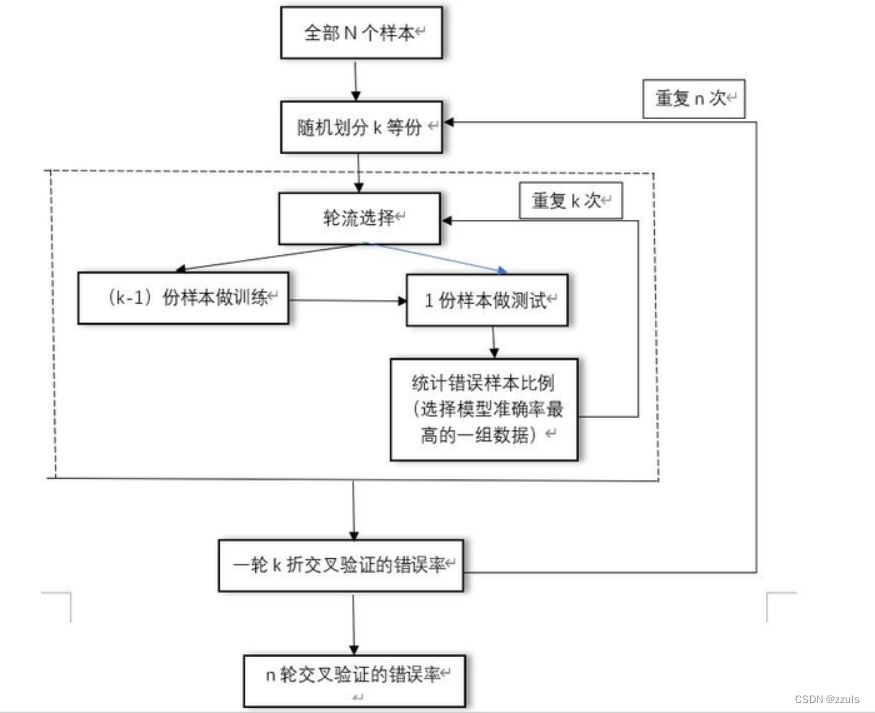 全部 N 个样本
重复 n 次
随机划分 k 等份
重复 k 次
轮流选择
（k-1）份样本做训练
1 份样本做测试
统计错误样本比例
（选择模型准确率最
高的一组数据）
一轮 k 折交叉验证的错误率
n 轮交叉验证的错误率
CSDN @zzuls